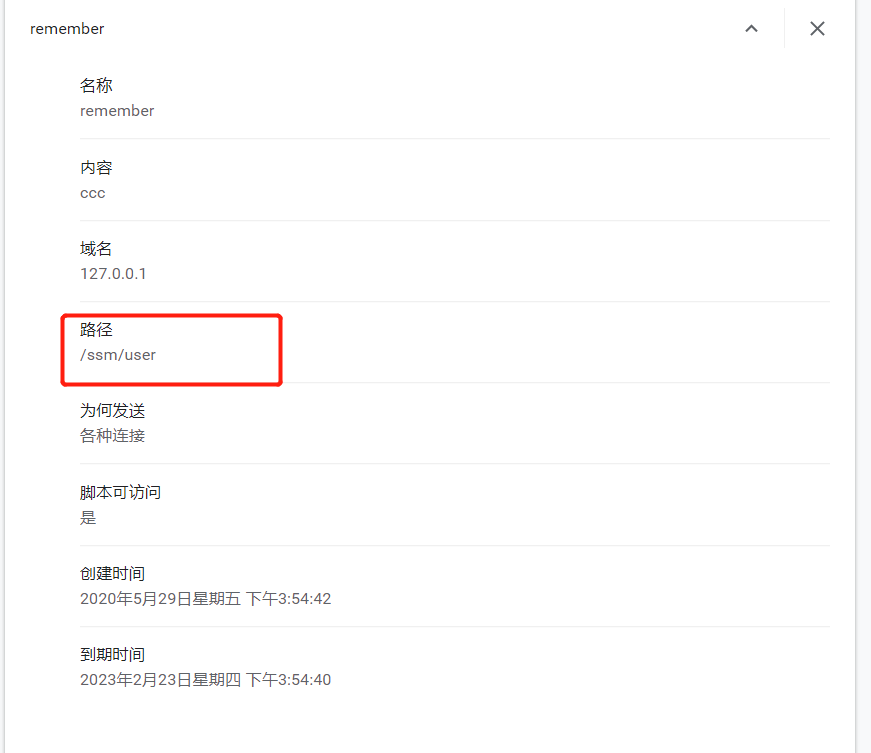 remember
名称
remember
内容
ccc
域名
127.0.0.1
路径
/ssm/user
为何发送
各种连接
脚本可访问
是
创建时间
2020年5月29日星期五 下午3:54:42
到期时间
2023年2月23日星期四 下午3:54:40